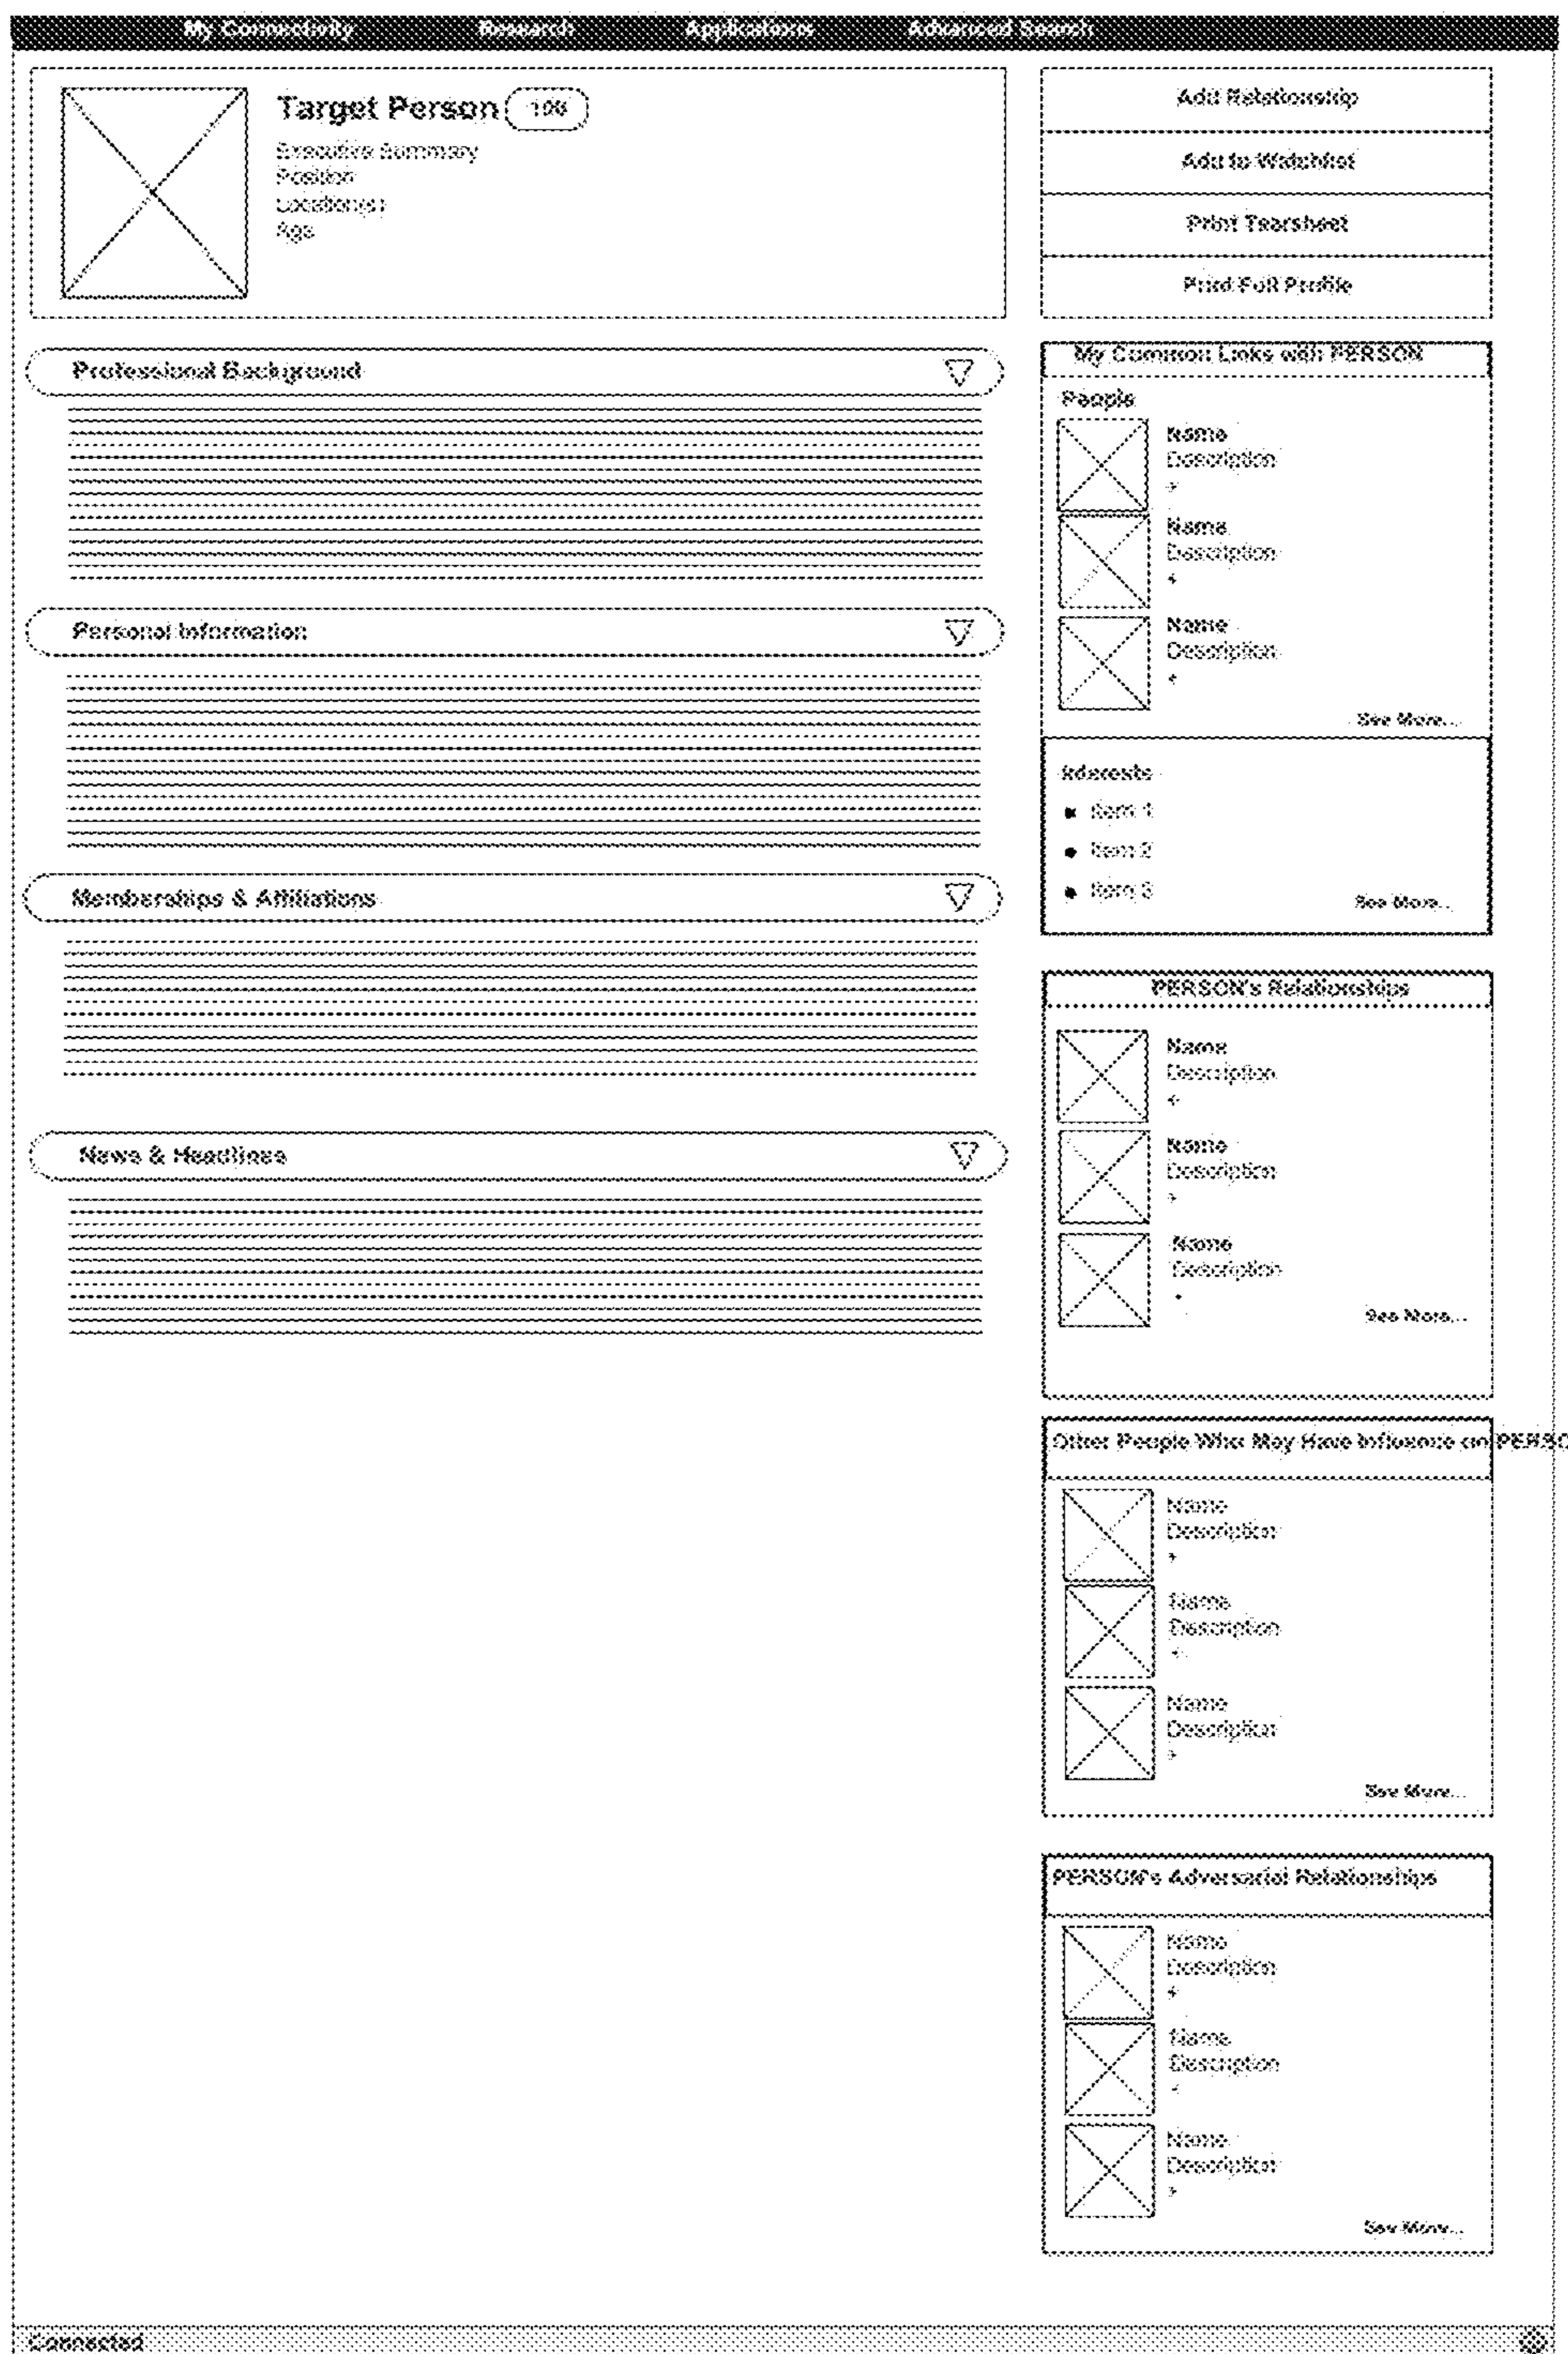 My Connectivity Research Applications Advanced Search
Target Person 100
Executive Summary
Position
Location(s)
Age
Add Relationship
Add to Watchlist
Print Tearsheet
Print Full Profile
Professional Background
Personal Information
Memberships & Affiliations
News & Headlines
My Common Links with PERSON
People
Name
Description
+
Name
Description
+
Name
Description
+
See More...
Interests
Item 1
Item 2
Item 3
See More...
PERSON's Relationships
Name
Description
+
Name
Description
+
Name
Description
See More...
Other People Who May Have Influence on PERSO
Name
Description
+
Name
Description
+
Name
Description
+
See More...
PERSON's Adversarial Relationships
Name
Description
+
Name
Description
+
Name
Description
+
See More...
Connected